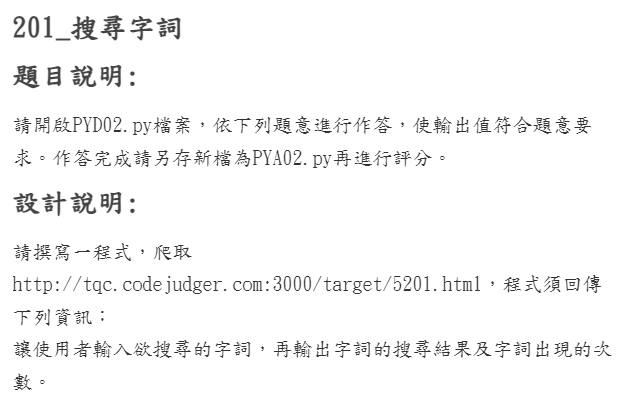 201_搜尋字詞
題目說明:
請開啟PYD02.py檔案，依下列題意進行作答，使輸出值符合題意要
求。作答完成請另存新檔為PYA02.py再進行評分。
設計說明:
請撰寫一程式，爬取
http://tqc.codejudger.com:3000/target/5201.html，程式須回傳
下列資訊：
讓使用者輸入欲搜尋的字詞，再輸出字詞的搜尋結果及字詞出現的次
數。